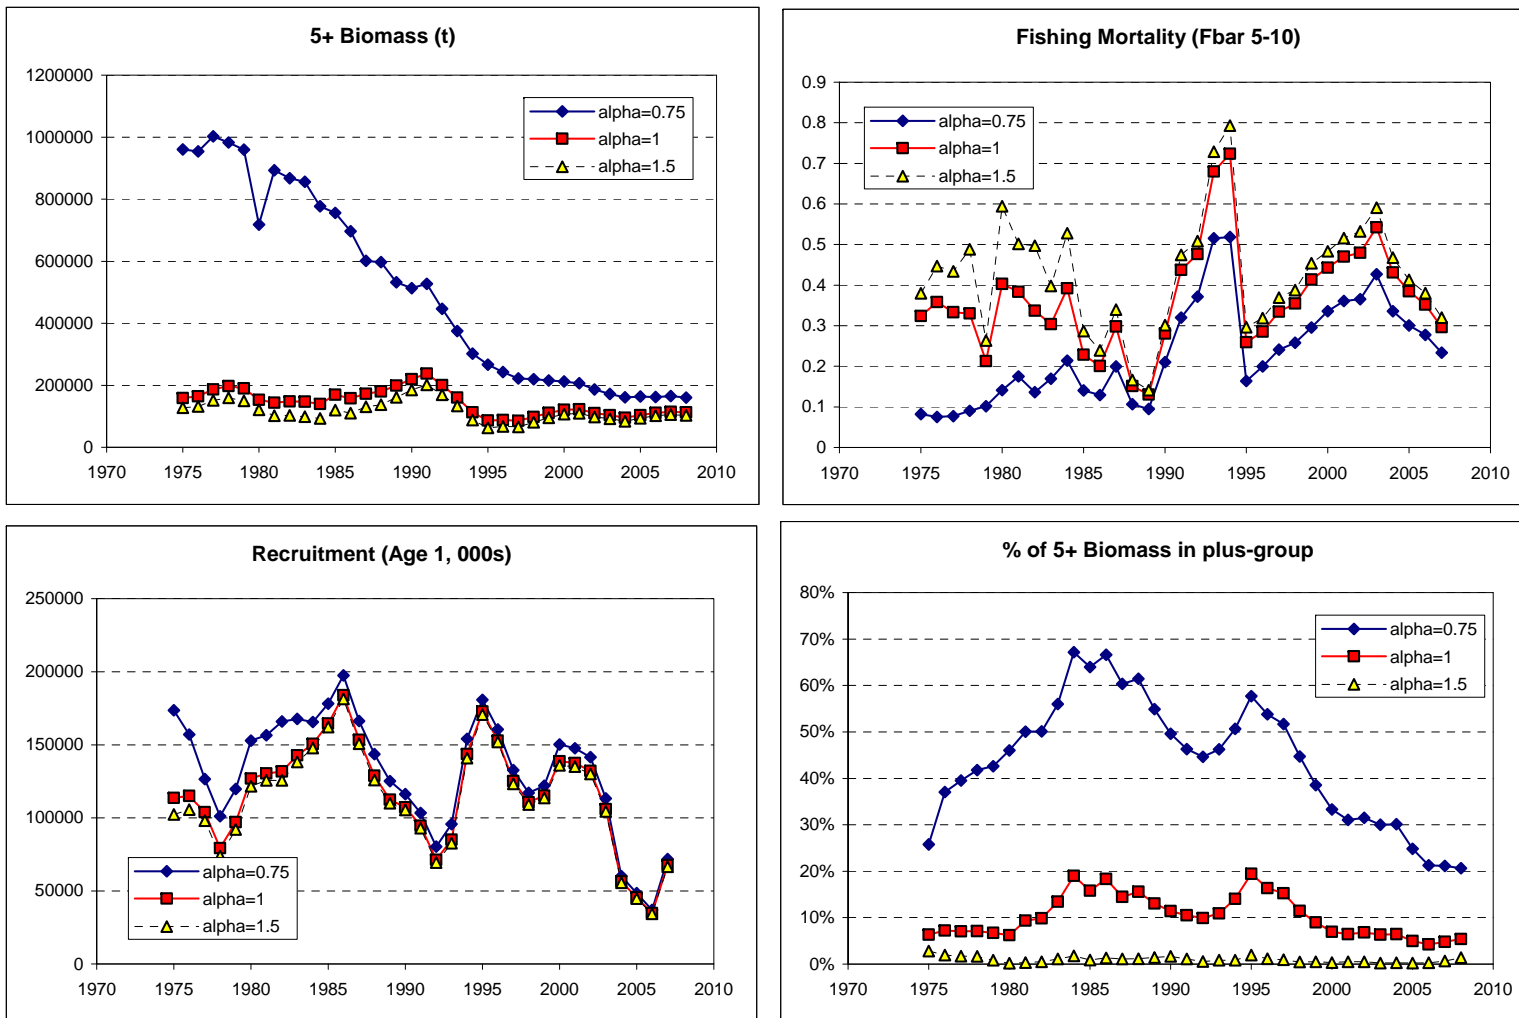 5+ Biomass (t)
1200000
1000000
800000
600000
400000
200000
0
1970 1975 1980 1985 1990 1995 2000 2005 2010
alpha=0.75
alpha=1
alpha=1.5
Fishing Mortality (Fbar 5-10)
0.9
0.8
0.7
0.6
0.5
0.4
0.3
0.2
0.1
0
1970 1975 1980 1985 1990 1995 2000 2005 2010
alpha=0.75
alpha=1
alpha=1.5
Recruitment (Age 1, 000s)
250000
200000
150000
100000
50000
0
1970 1975 1980 1985 1990 1995 2000 2005 2010
alpha=0.75
alpha=1
alpha=1.5
% of 5+ Biomass in plus-group
80%
70%
60%
50%
40%
30%
20%
10%
0%
1970 1975 1980 1985 1990 1995 2000 2005 2010
alpha=0.75
alpha=1
alpha=1.5